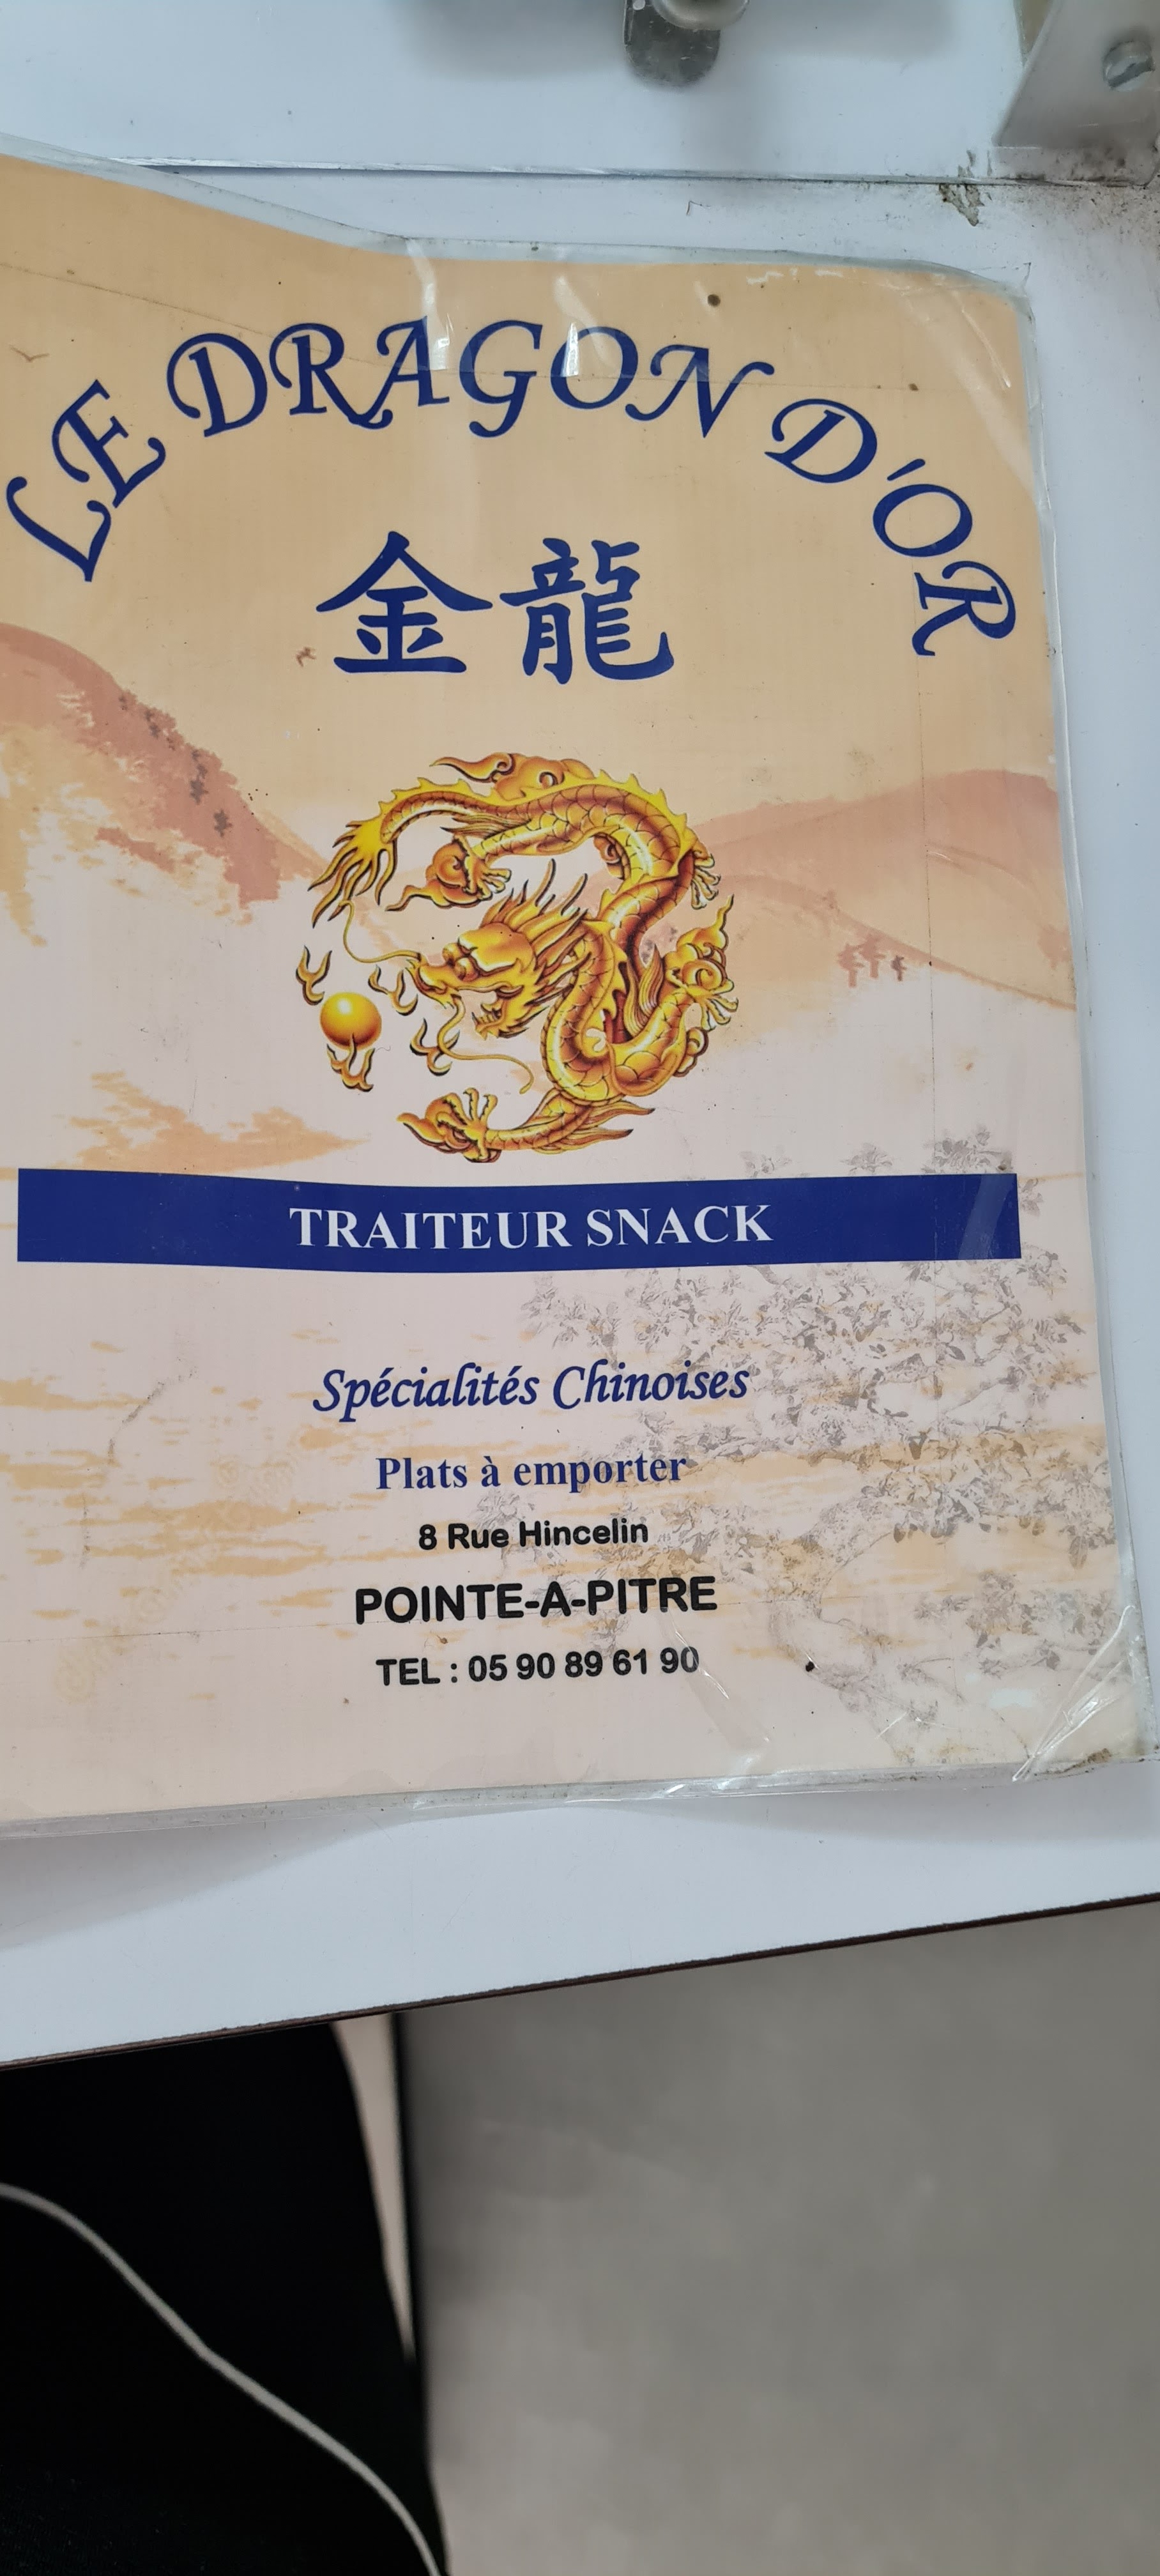 LE DRAGON D'OR
金龍
TRAITEUR SNACK
Spécialités Chinoises
Plats à emporter
8 Rue Hincelin
POINTE-A-PITRE
TEL : 05 90 89 61 90